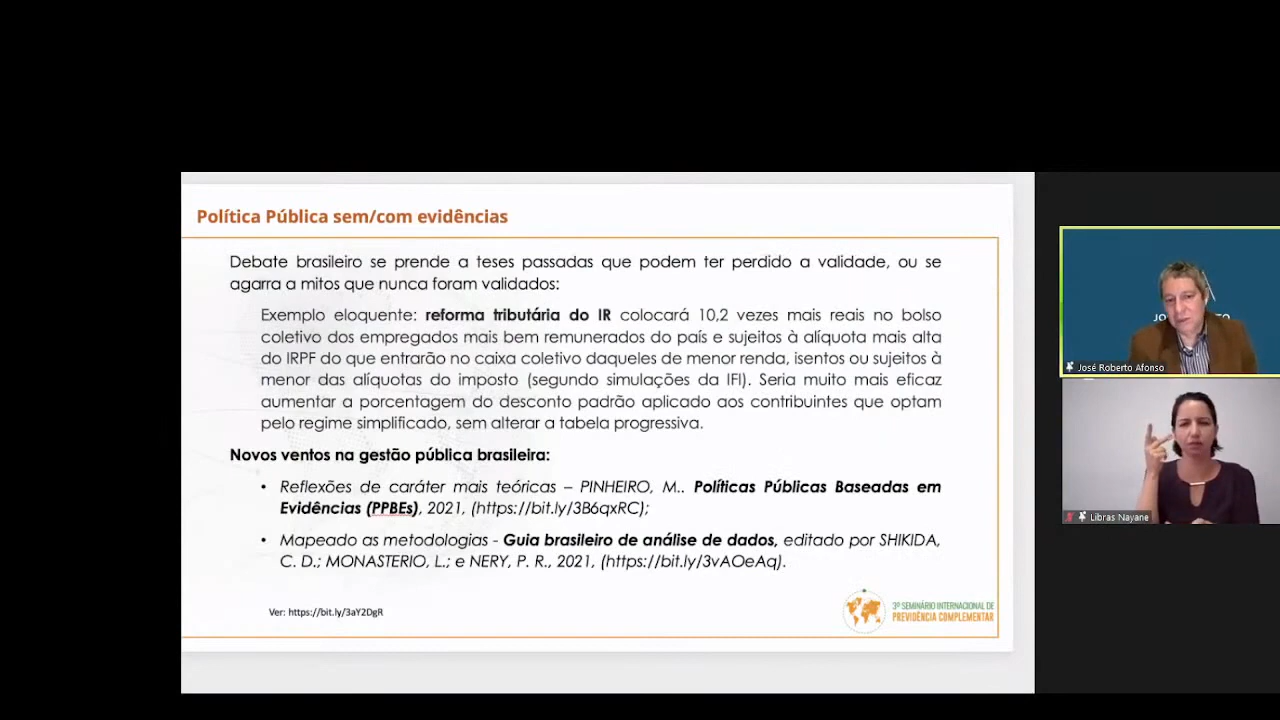 Política Pública sem/com evidências
Debate brasileiro se prende a teses passadas que podem ter perdido a validade, ou se
agarra a mitos que nunca foram validados:
Exemplo eloquente: reforma tributária do IR colocará 10,2 vezes mais reais no bolso
coletivo dos empregados mais bem remunerados do país e sujeitos à alíquota mais alta
do IRPF do que entrarão no caixa coletivo daqueles de menor renda, isentos ou sujeitos à
menor das alíquotas do imposto (segundo simulações da IFI). Seria muito mais eficaz
aumentar a porcentagem do desconto padrão aplicado aos contribuintes que optam
pelo regime simplificado, sem alterar a tabela progressiva.
Novos ventos na gestão pública brasileira:
• Reflexões de caráter mais teóricas – PINHEIRO, M.. Políticas Públicas Baseadas em
Evidências (PPBEs), 2021, (https://bit.ly/3B6qxRC);
• Mapeado as metodologias - Guia brasileiro de análise de dados, editado por SHIKIDA,
C. D.; MONASTERIO, L.; e NERY, P. R., 2021, (https://bit.ly/3vAOeAq).
Ver: https://bit.ly/3aY2DgR
3º SEMINÁRIO INTERNACIONAL DE
PREVIDÊNCIA COMPLEMENTAR
José Roberto Afonso
Libras Nayane